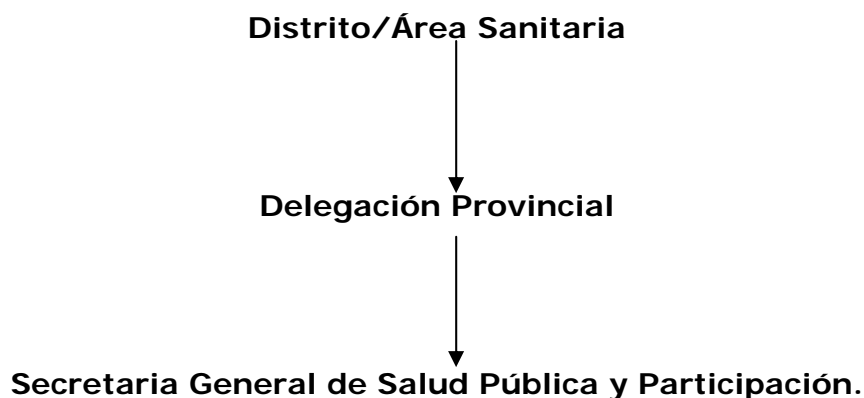 Distrito/Área Sanitaria
Delegación Provincial
Secretaria General de Salud Pública y Participación.